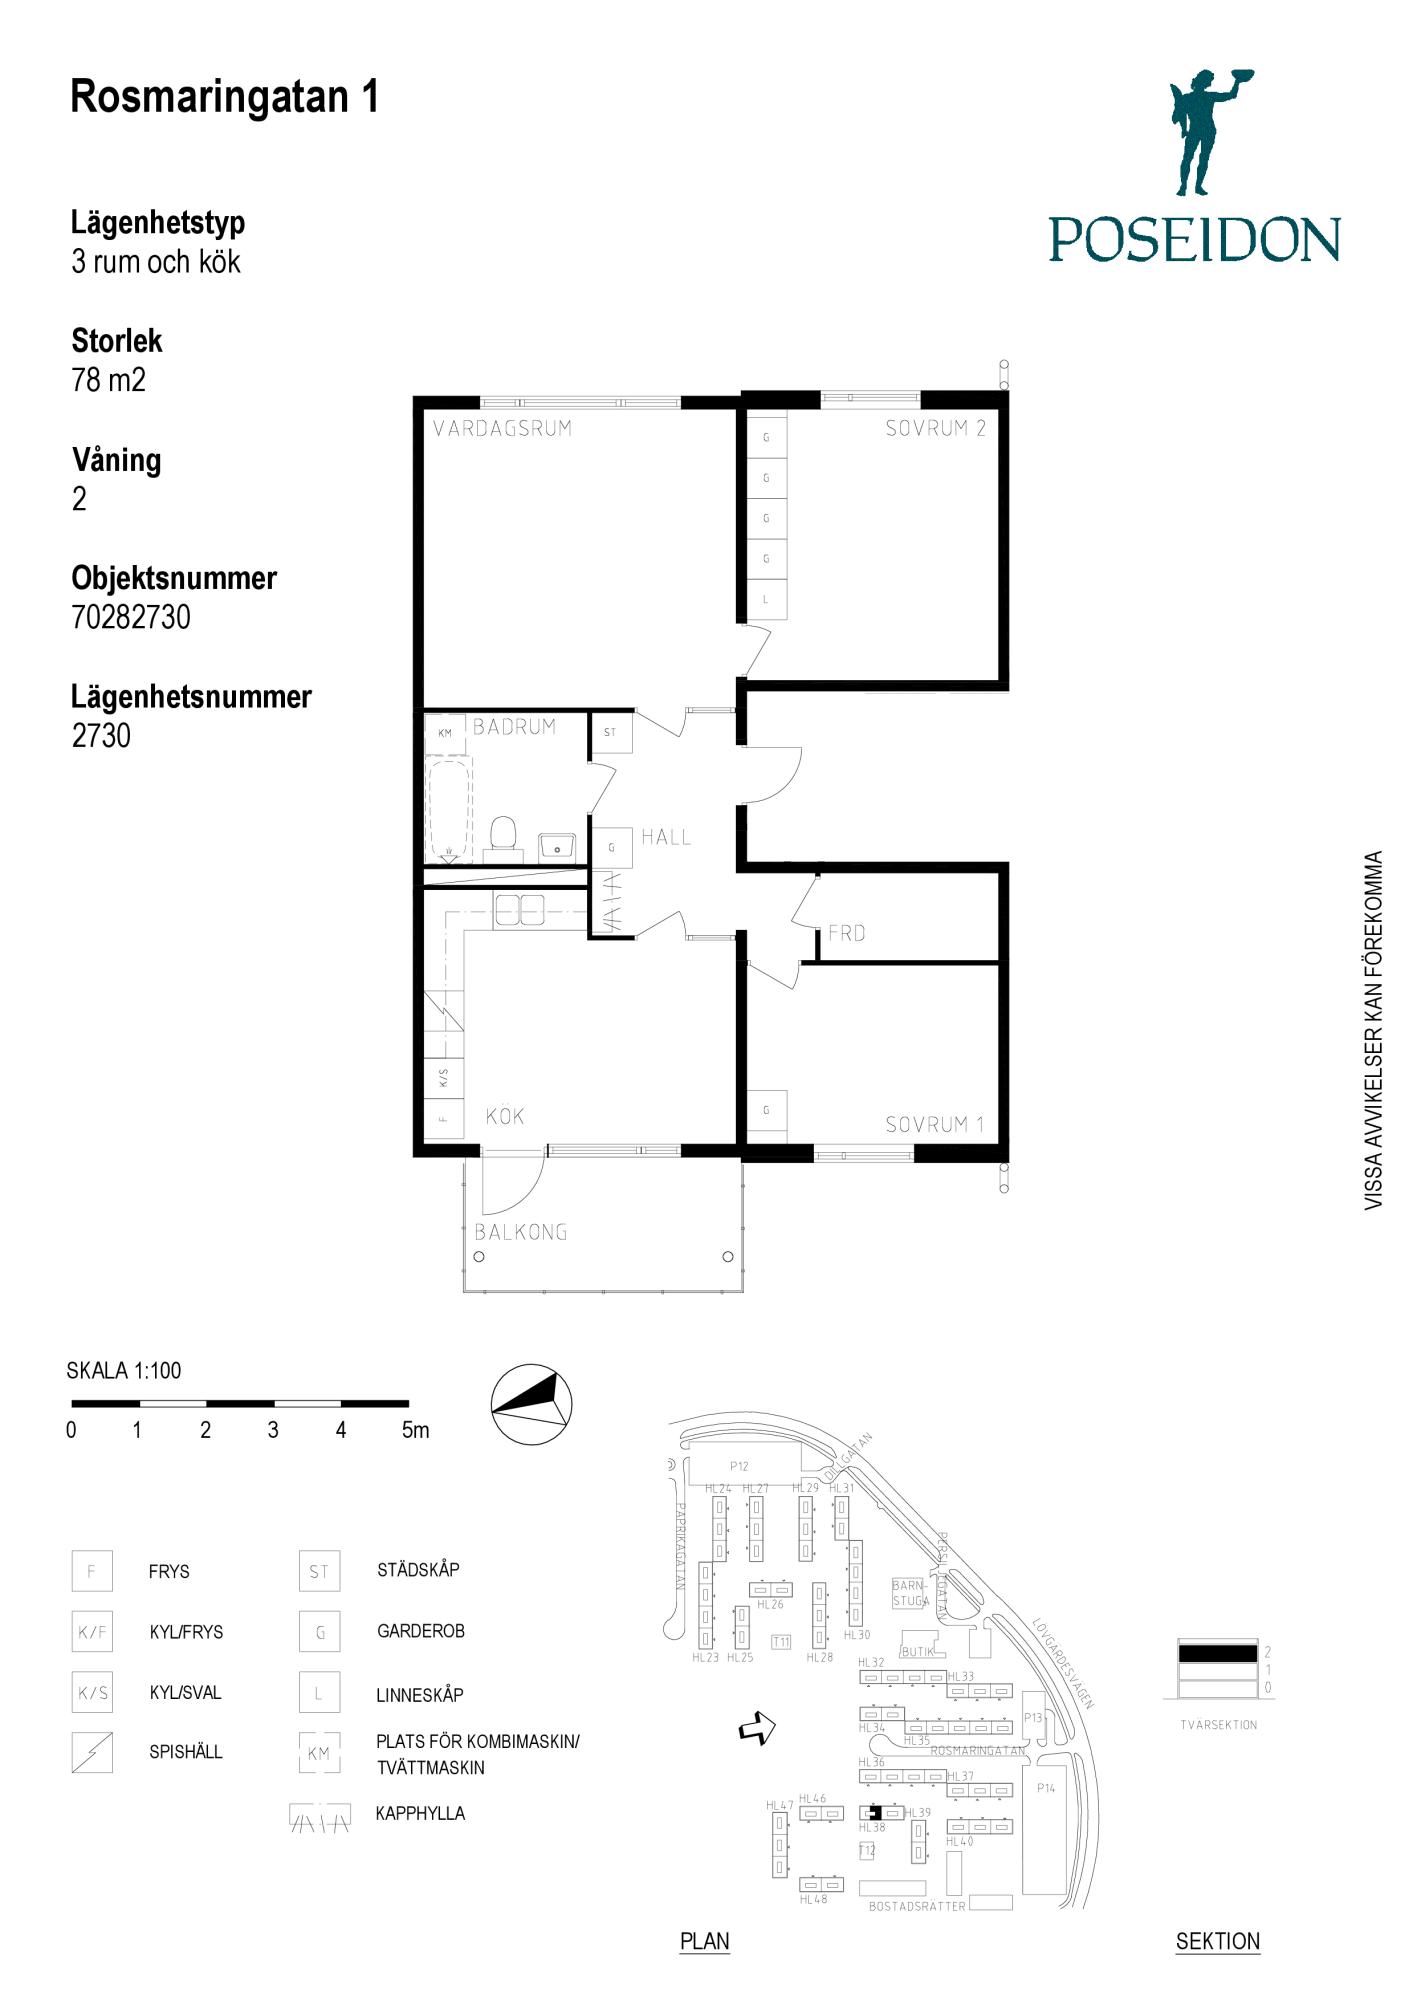 Rosmaringatan 1
POSEIDON
Lägenhetstyp
3 rum och kök
Storlek
78 m2
Våning
2
Objektsnummer
70282730
Lägenhetsnummer
2730
VARDAGSRUM
SOVRUM 2
G
G
G
G
L
KM
BADRUM
ST
HALL
G
FRD
K/S
F
KÖK
G
SOVRUM 1
BALKONG
VISSA AVVIKELSER KAN FÖREKOMMA
SKALA 1:100
0 1 2 3 4 5m
F FRYS
K/F KYL/FRYS
K/S KYL/SVAL
SPISHÄLL
ST STÄDSKÅP
G GARDEROB
L LINNESKÅP
KM PLATS FÖR KOMBIMASKIN/
TVÄTTMASKIN
KAPPHYLLA
P12
DILLGATAN
HL24 HL27 HL29 HL31
PAPRIKAGATAN
PERSILJEGATAN
BARN-
STUGA
HL26
T11
HL30
HL23 HL25 HL28
BUTIK
LÖVGÄRDESVÄGEN
HL32
HL33
HL34
P13
HL35
ROSMARINGATAN
HL36
HL37
P14
HL47 HL46
HL39
HL38
HL40
T12
HL48
BOSTADSRÄTTER
PLAN
2
1
0
TVÄRSEKTION
SEKTION